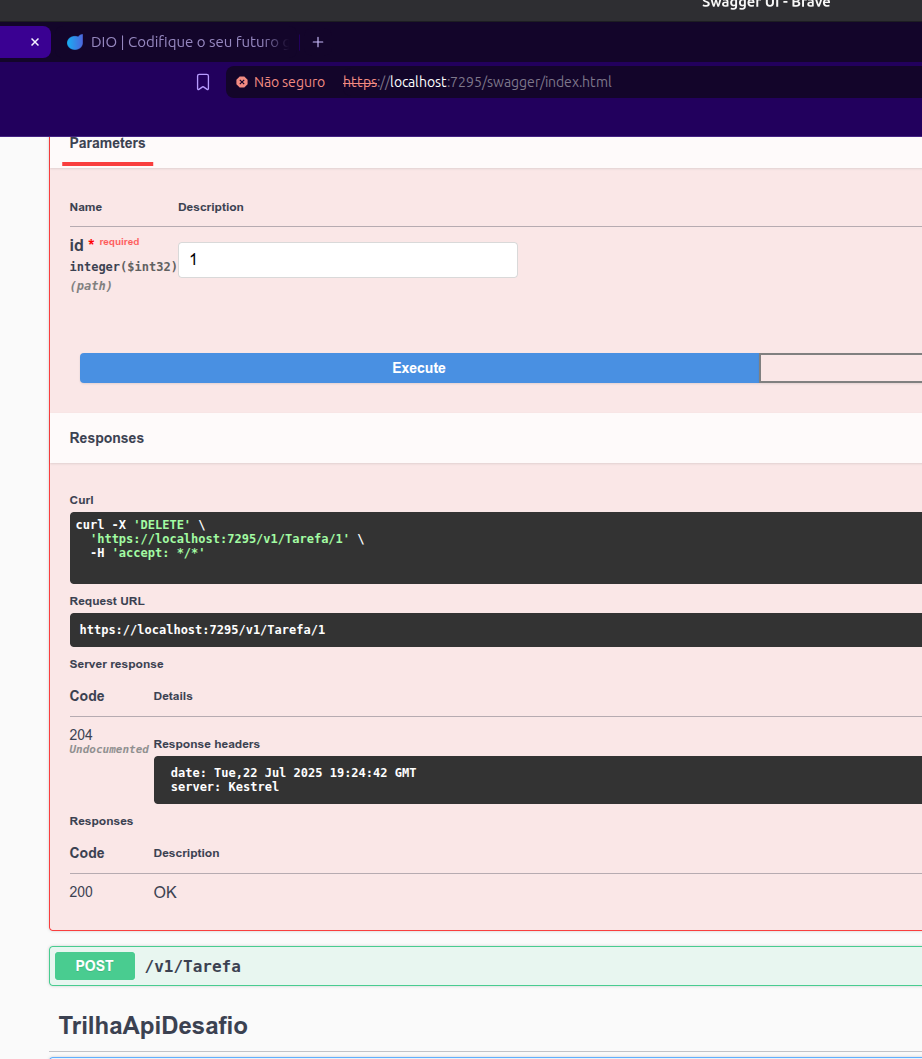 Swagger UI - Brave
DIO | Codifique o seu futuro
Não seguro https://localhost:7295/swagger/index.html
Parameters
Name Description
id * required
1
integer($int32)
(path)
Execute
Responses
Curl
curl -X 'DELETE' \
'https://localhost:7295/v1/Tarefa/1' \
-H 'accept: */*'
Request URL
https://localhost:7295/v1/Tarefa/1
Server response
Code Details
204
Undocumented
Response headers
date: Tue,22 Jul 2025 19:24:42 GMT
server: Kestrel
Responses
Code Description
200 OK
POST /v1/Tarefa
TrilhaApiDesafio